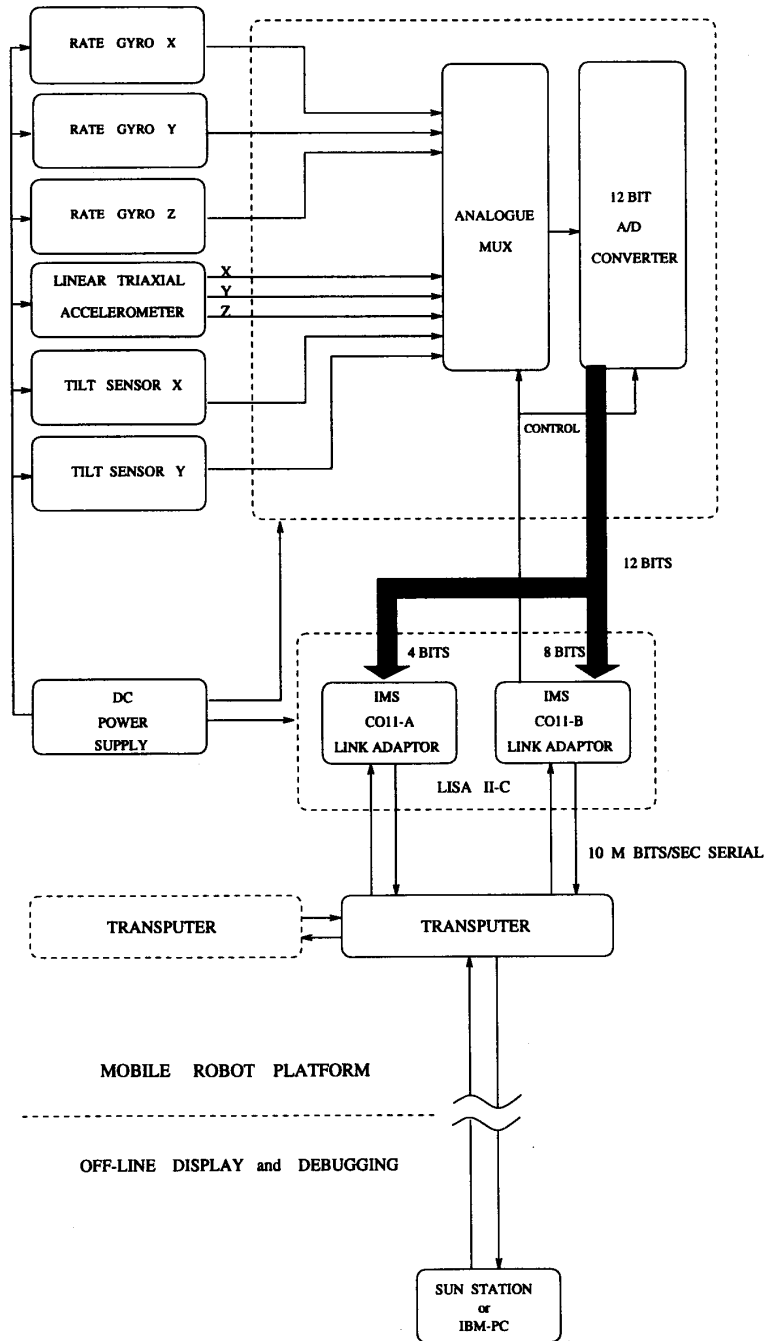 RATE GYRO X
RATE GYRO Y
RATE GYRO Z
LINEAR TRIAXIAL
ACCELEROMETER
X
Y
Z
TILT SENSOR X
TILT SENSOR Y
ANALOGUE
MUX
12 BIT
A/D
CONVERTER
CONTROL
12 BITS
4 BITS
8 BITS
DC
POWER
SUPPLY
IMS
CO11-A
LINK ADAPTOR
IMS
CO11-B
LINK ADAPTOR
LISA II-C
10 M BITS/SEC SERIAL
TRANSPUTER
TRANSPUTER
MOBILE ROBOT PLATFORM
OFF-LINE DISPLAY and DEBUGGING
SUN STATION
or
IBM-PC